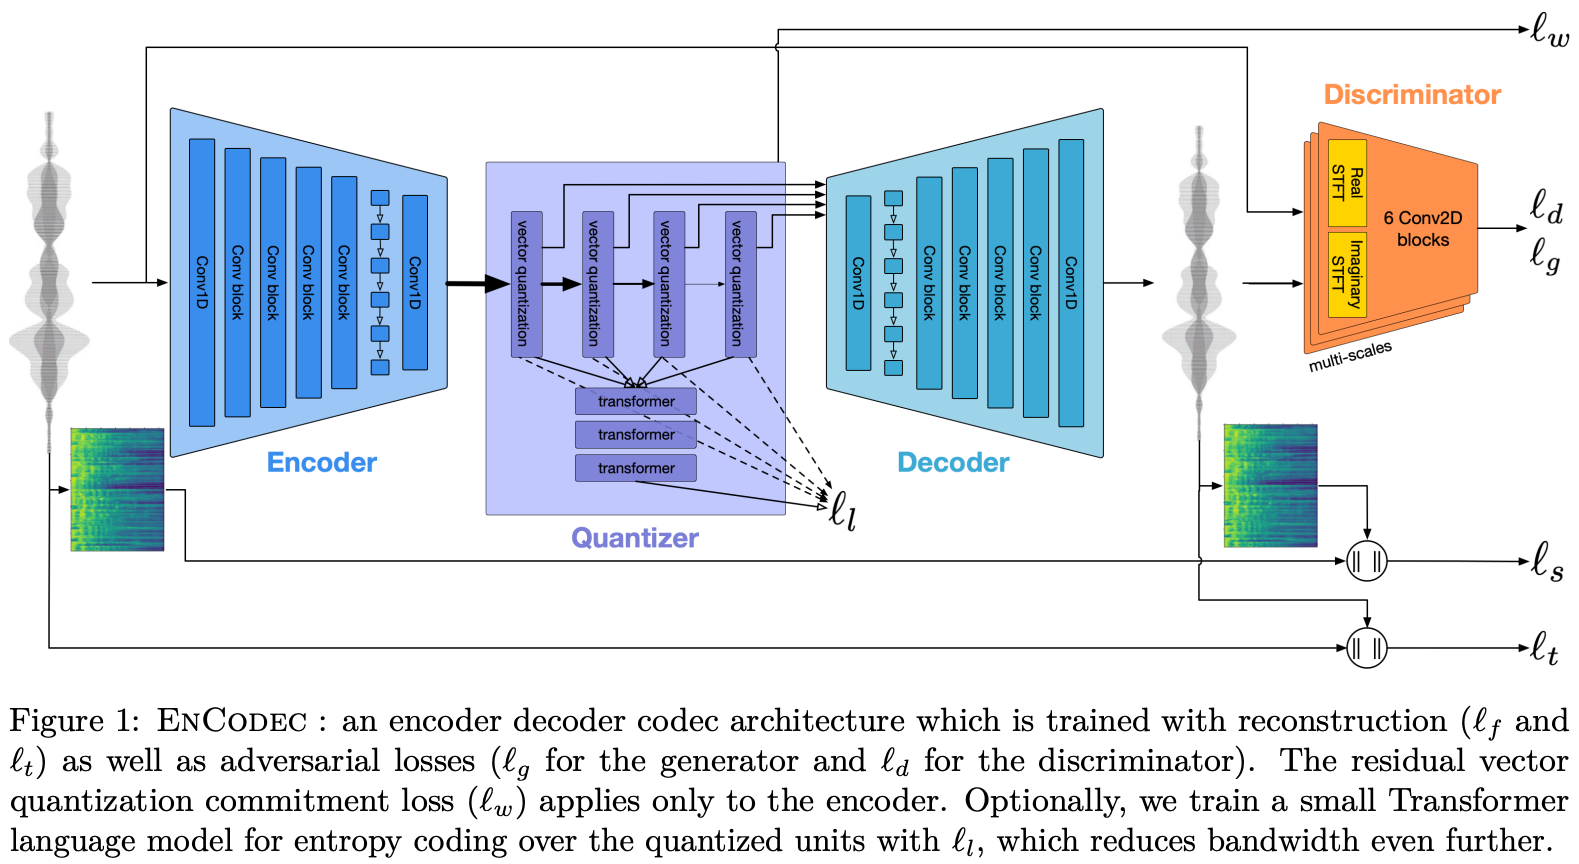 ℓw
Discriminator
Real STFT
Imaginary STFT
6 Conv2D
blocks
multi-scales
ℓd
ℓg
Conv1D
Conv block
Conv block
Conv block
Conv block
Conv1D
Encoder
vector quantization
vector quantization
vector quantization
vector quantization
transformer
transformer
transformer
Quantizer
ℓl
Conv1D
Conv block
Conv block
Conv block
Conv block
Conv1D
Decoder
|| ||
ℓs
|| ||
ℓt
Figure 1: ENCODEC : an encoder decoder codec architecture which is trained with reconstruction (ℓf and
ℓt) as well as adversarial losses (ℓg for the generator and ℓd for the discriminator). The residual vector
quantization commitment loss (ℓw) applies only to the encoder. Optionally, we train a small Transformer
language model for entropy coding over the quantized units with ℓl, which reduces bandwidth even further.